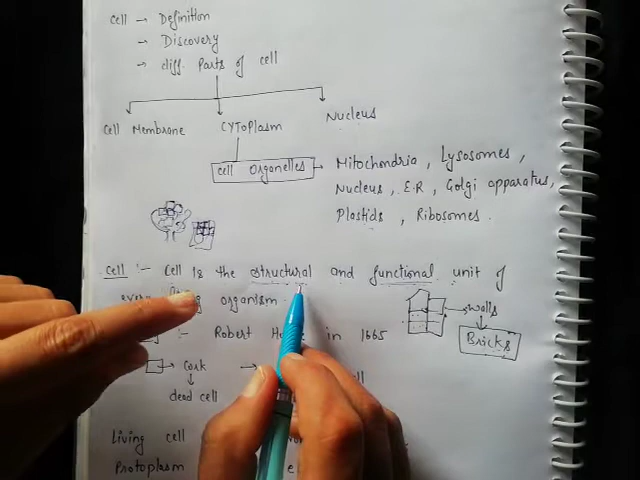 Cell → Definition
→ Discovery
→ diff. Parts of cell
Cell Membrane
Cytoplasm
Nucleus
cell Organelles → Mitochondria, Lysosomes,
Nucleus, E.R, Golgi apparatus,
Plastids, Ribosomes.
Cell :- Cell is the structural and functional unit of
organism
:- Robert in 1665
walls
Bricks
→ Cork →
dead cell
Living cell
Protoplasm